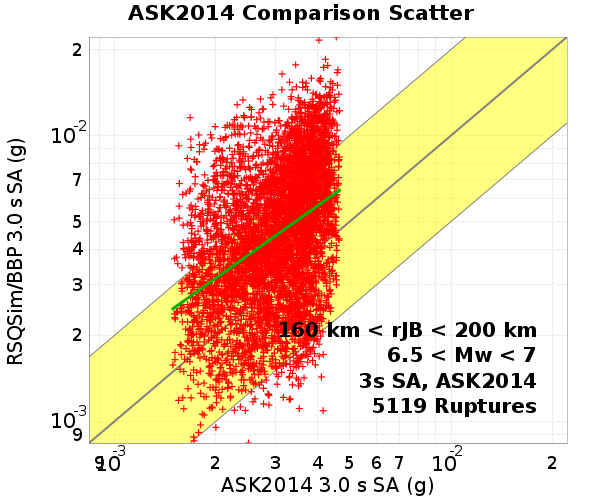 ASK2014 Comparison Scatter
RSQSim/BBP 3.0 s SA (g)
2
10-2
7
5
4
3
2
10-3
9
160 km < rJB < 200 km
6.5 < Mw < 7
3s SA, ASK2014
5119 Ruptures
9 10-3 2 3 4 5 6 7 10-2 2
ASK2014 3.0 s SA (g)